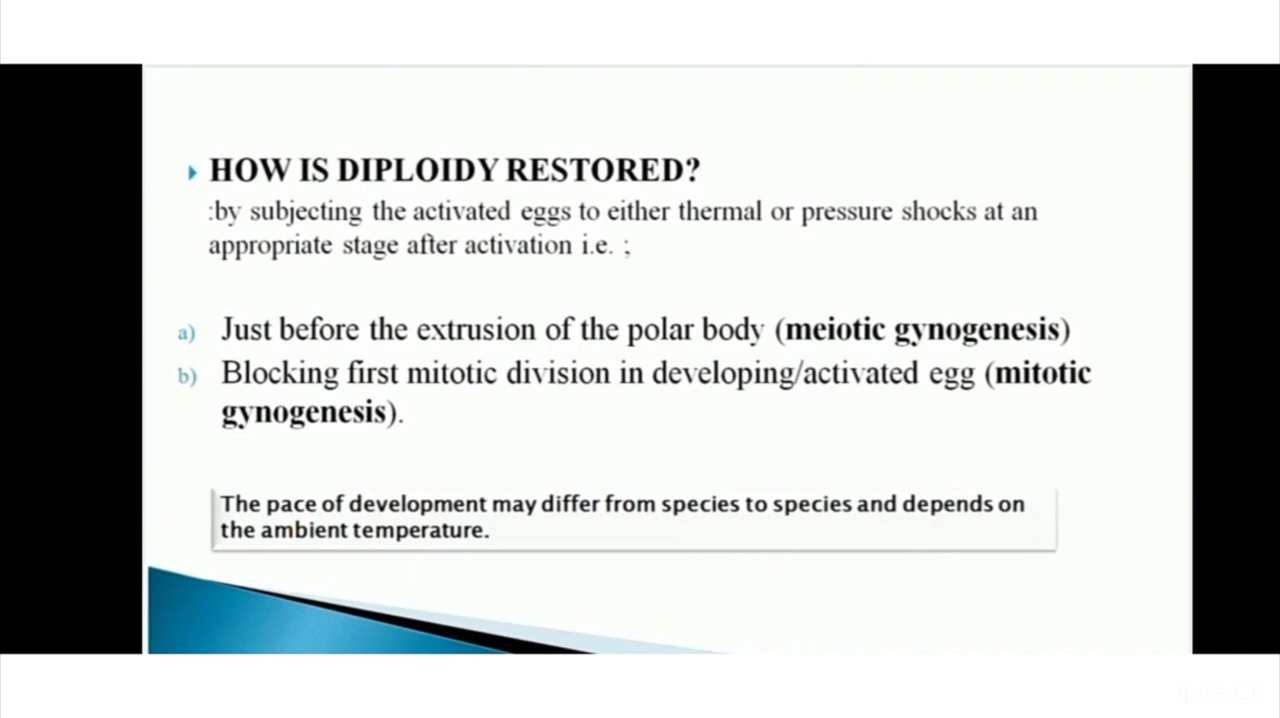 HOW IS DIPLOIDY RESTORED?
:by subjecting the activated eggs to either thermal or pressure shocks at an
appropriate stage after activation i.e. ;
a) Just before the extrusion of the polar body (meiotic gynogenesis)
b) Blocking first mitotic division in developing/activated egg (mitotic
gynogenesis).
The pace of development may differ from species to species and depends on
the ambient temperature.